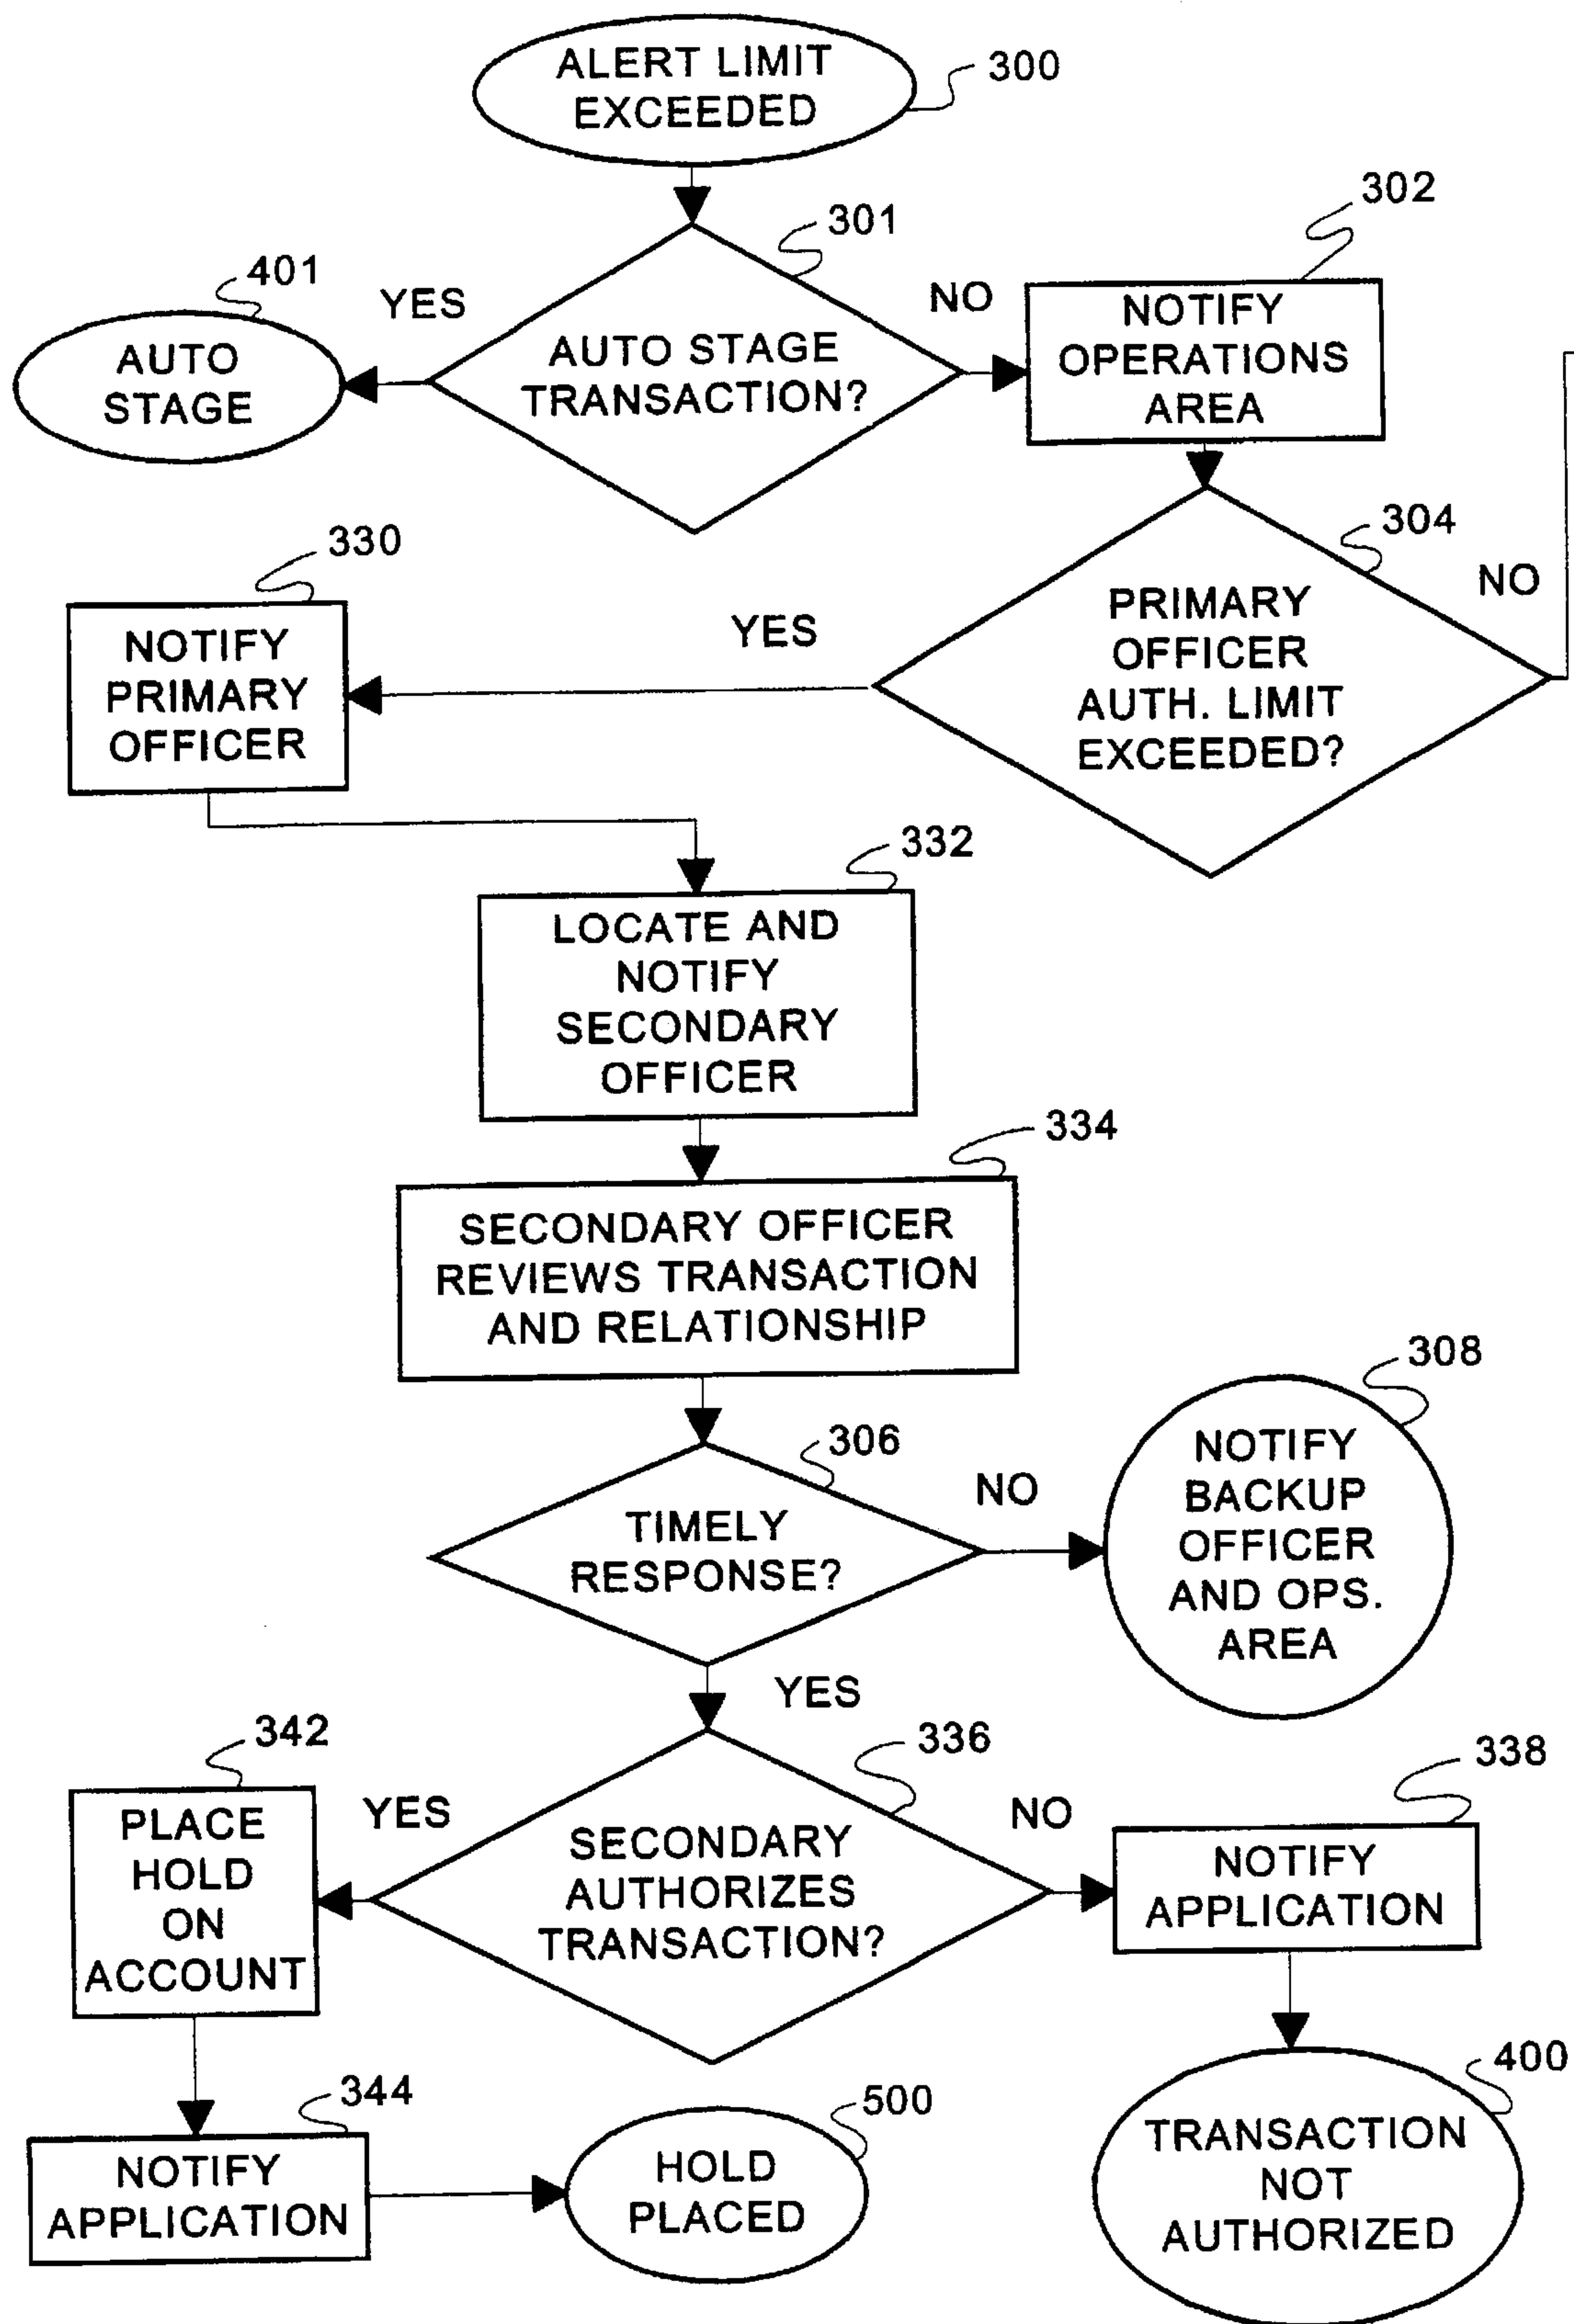 ALERT LIMIT
EXCEEDED
300
301
302
401
YES
NO
AUTO
STAGE
AUTO STAGE
TRANSACTION?
NOTIFY
OPERATIONS
AREA
330
304
NOTIFY
PRIMARY
OFFICER
YES
PRIMARY
OFFICER
AUTH. LIMIT
EXCEEDED?
NO
332
LOCATE AND
NOTIFY
SECONDARY
OFFICER
334
SECONDARY OFFICER
REVIEWS TRANSACTION
AND RELATIONSHIP
306
308
TIMELY
RESPONSE?
NO
NOTIFY
BACKUP
OFFICER
AND OPS.
AREA
YES
342
336
338
PLACE
HOLD
ON
ACCOUNT
YES
SECONDARY
AUTHORIZES
TRANSACTION?
NO
NOTIFY
APPLICATION
344
500
400
NOTIFY
APPLICATION
HOLD
PLACED
TRANSACTION
NOT
AUTHORIZED